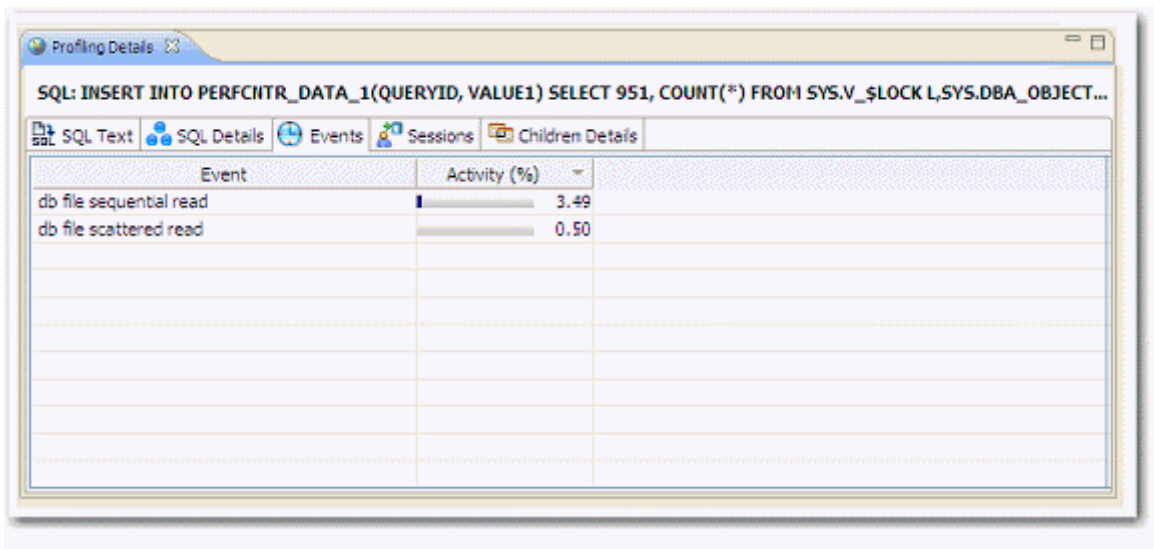 Profiling Details
SQL: INSERT INTO PERFCNTR_DATA_1(QUERYID, VALUE1) SELECT 951, COUNT(*) FROM SYS.V_$LOCK L,SYS.DBA_OBJECT...
SQL Text SQL Details Events Sessions Children Details
Event Activity (%)
db file sequential read 3.49
db file scattered read 0.50